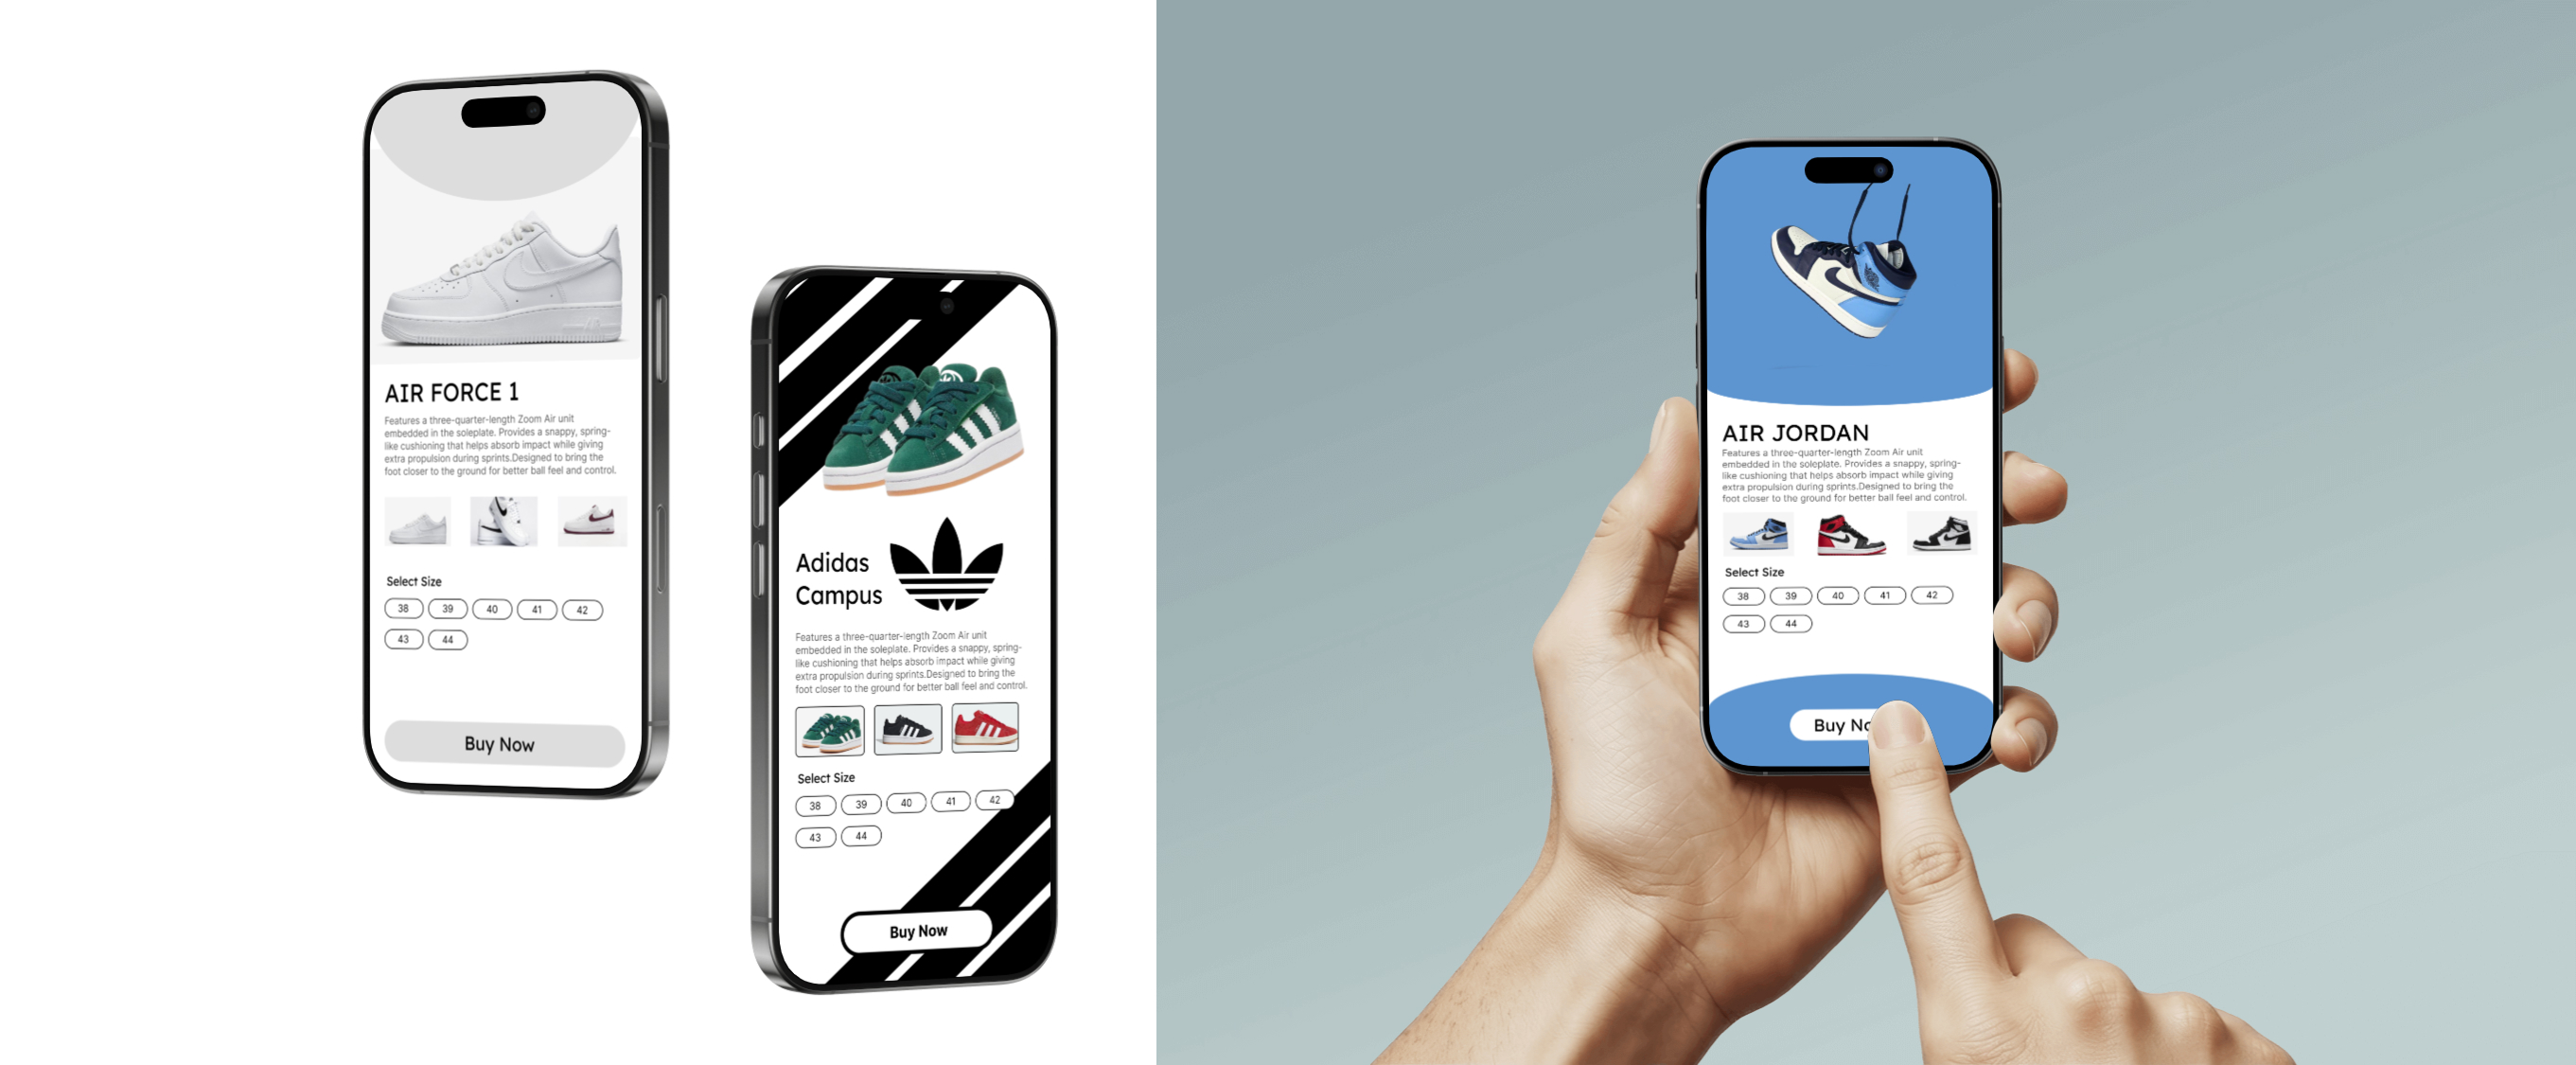 AIR FORCE 1
Features a three-quarter-length Zoom Air unit
embedded in the soleplate. Provides a snappy, spring-
like cushioning that helps absorb impact while giving
extra propulsion during sprints.Designed to bring the
foot closer to the ground for better ball feel and control.
Select Size
38 39 40 41 42
43 44
Buy Now
Adidas
Campus
Features a three-quarter-length Zoom Air unit
embedded in the soleplate. Provides a snappy, spring-
like cushioning that helps absorb impact while giving
extra propulsion during sprints.Designed to bring the
foot closer to the ground for better ball feel and control.
Select Size
38 39 40 41 42
43 44
Buy Now
AIR JORDAN
Features a three-quarter-length Zoom Air unit
embedded in the soleplate. Provides a snappy, spring-
like cushioning that helps absorb impact while giving
extra propulsion during sprints.Designed to bring the
foot closer to the ground for better ball feel and control.
Select Size
38 39 40 41 42
43 44
Buy No